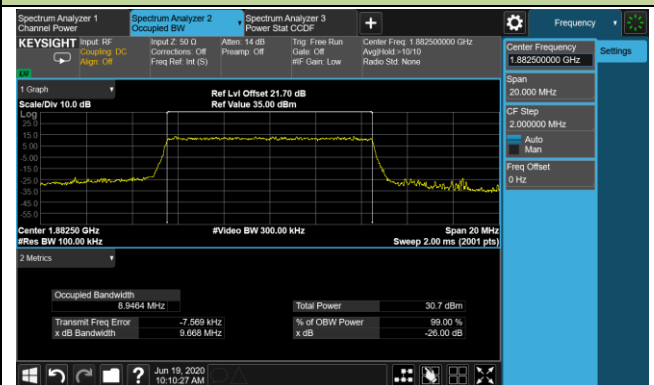 Spectrum Analyzer 1
Channel Power
Spectrum Analyzer 2
Occupied BW
Spectrum Analyzer 3
Power Stat CCDF
Frequency
KEYSIGHT
Input: RF
Coupling: DC
Align: Off
Input Z: 50 Ω
Corrections: Off
Freq Ref: Int (S)
Atten: 14 dB
Preamp: Off
Trig: Free Run
Gate: Off
#IF Gain: Low
Center Freq: 1.882500000 GHz
Avg|Hold:>10/10
Radio Std: None
Center Frequency
1.882500000 GHz
Settings
Span
20.000 MHz
CF Step
2.000000 MHz
Auto
Man
Freq Offset
0 Hz
1 Graph
Scale/Div 10.0 dB
Ref Lvl Offset 21.70 dB
Ref Value 35.00 dBm
Log
25.0
15.0
5.00
-5.00
-15.0
-25.0
-35.0
-45.0
-55.0
Center 1.88250 GHz
#Video BW 300.00 kHz
Span 20 MHz
#Res BW 100.00 kHz
Sweep 2.00 ms (2001 pts)
2 Metrics
Occupied Bandwidth
8.9464 MHz
Total Power 30.7 dBm
Transmit Freq Error -7.569 kHz
% of OBW Power 99.00 %
x dB Bandwidth 9.668 MHz
x dB -26.00 dB
?
Jun 19, 2020
10:10:27 AM